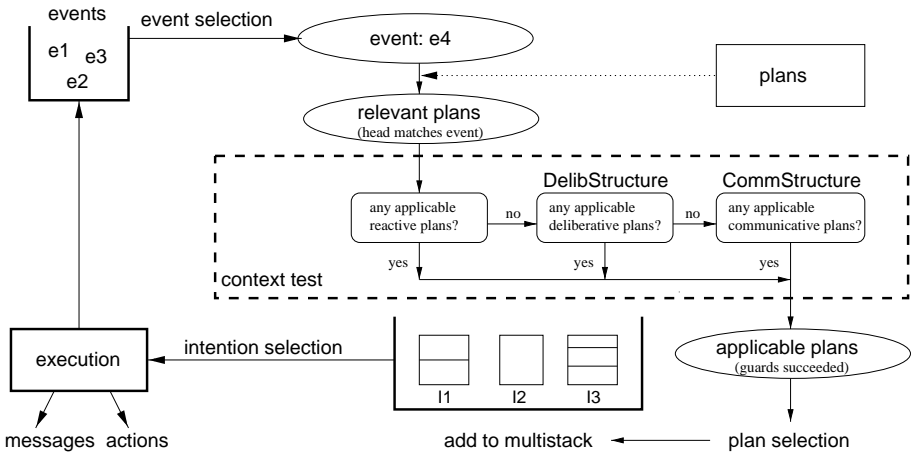 events
event selection
e1
e3
e2
event: e4
plans
relevant plans
(head matches event)
DelibStructure
CommStructure
any applicable
reactive plans?
no
any applicable
deliberative plans?
no
any applicable
communicative plans?
yes
yes
yes
context test
execution
intention selection
I1
I2
I3
applicable plans
(guards succeeded)
messages
actions
add to multistack
plan selection